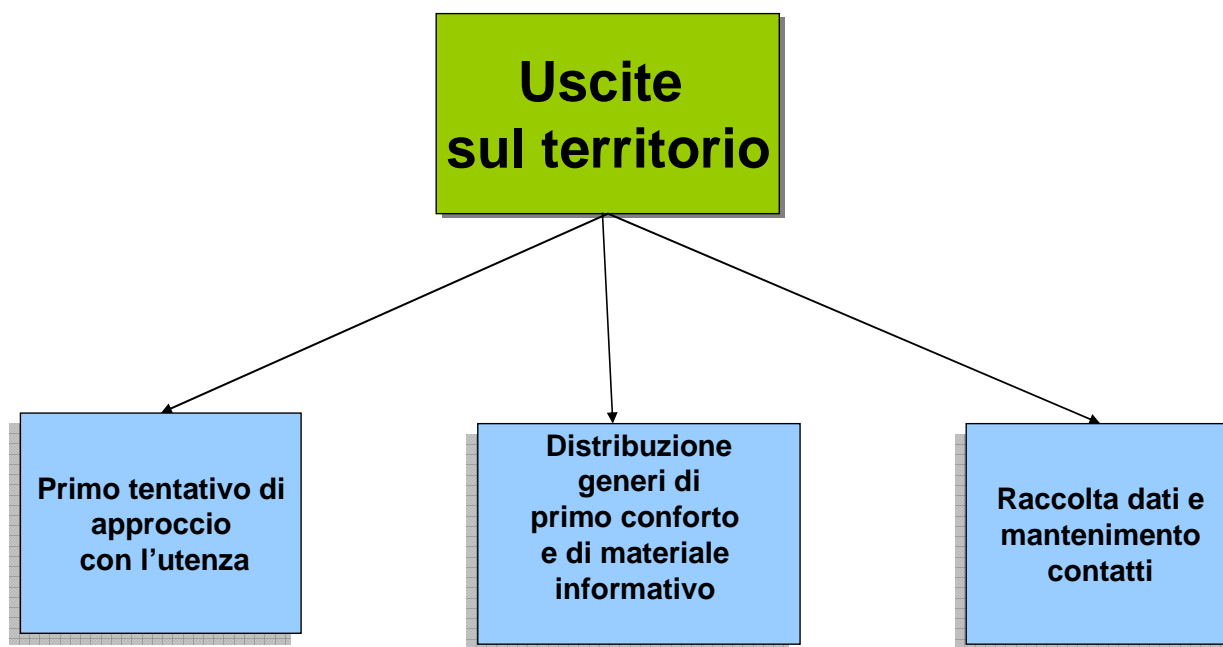 Uscite
sul territorio
Primo tentativo di
approccio
con l’utenza
Distribuzione
generi di
primo conforto
e di materiale
informativo
Raccolta dati e
mantenimento
contatti